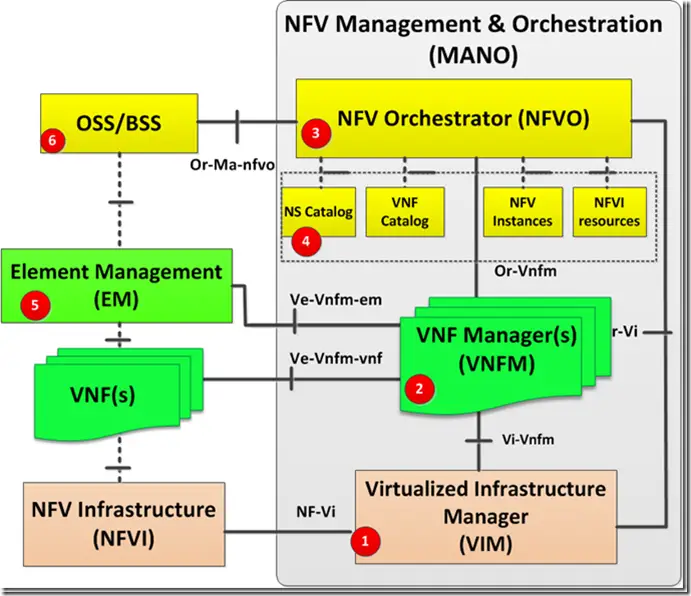 NFV Management & Orchestration
(MANO)
OSS/BSS
6
Or-Ma-nfvo
NFV Orchestrator (NFVO)
3
NS Catalog
4
VNF
Catalog
NFV
Instances
NFVI
resources
Or-Vnfm
Element Management
(EM)
5
Ve-Vnfm-em
VNF Manager(s)
(VNFM)
2
r-Vi
VNF(s)
Ve-Vnfm-vnf
Vi-Vnfm
NFV Infrastructure
(NFVI)
NF-Vi
Virtualized Infrastructure
Manager
(VIM)
1